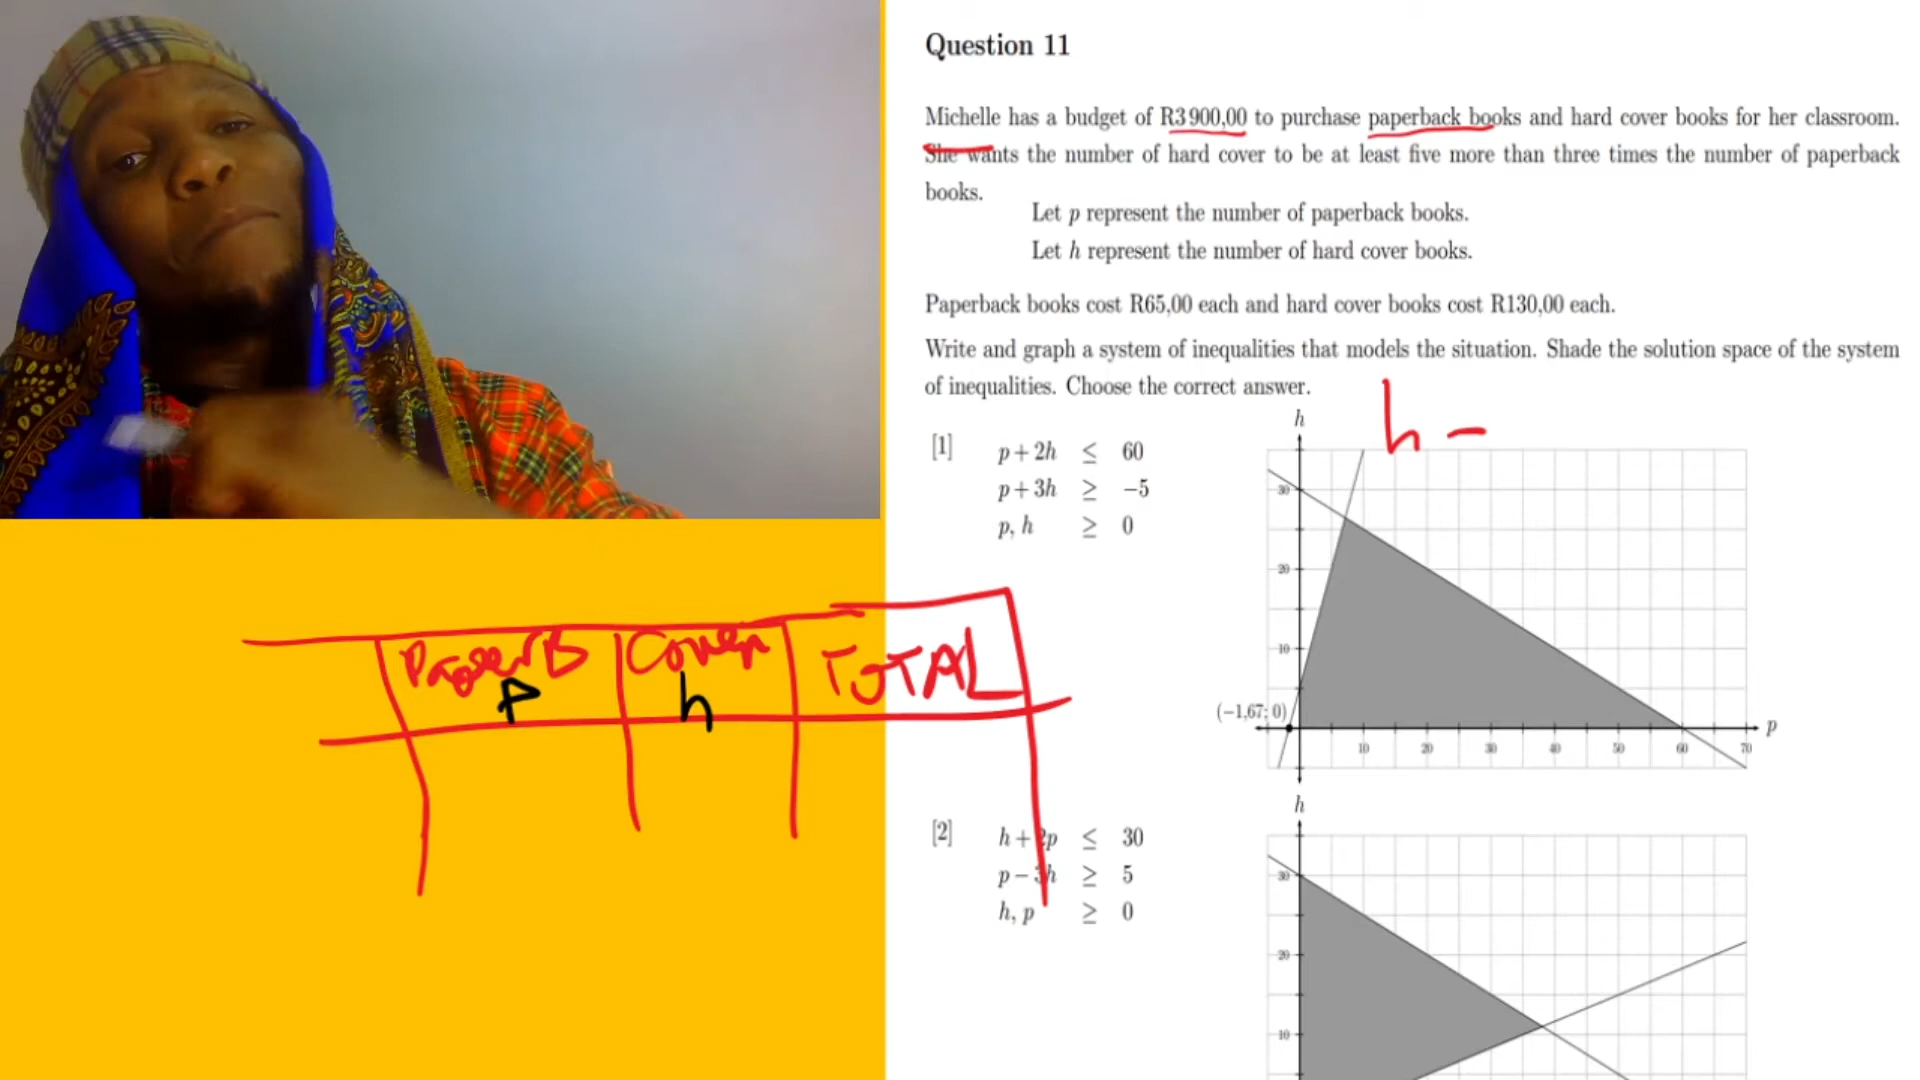 Question 11
Michelle has a budget of R3 900,00 to purchase paperback books and hard cover books for her classroom.
She wants the number of hard cover to be at least five more than three times the number of paperback
books.
Let p represent the number of paperback books.
Let h represent the number of hard cover books.
Paperback books cost R65,00 each and hard cover books cost R130,00 each.
Write and graph a system of inequalities that models the situation. Shade the solution space of the system
of inequalities. Choose the correct answer.
h –
[1]
p + 2h ≤ 60
p + 3h ≥ −5
p, h ≥ 0
h
30
20
10
(−1,67; 0)
10 20 30 40 50 60 70
p
Cover TOTAL
P h
[2]
h + 2p ≤ 30
p − 3h ≥ 5
h, p ≥ 0
h
30
20
10